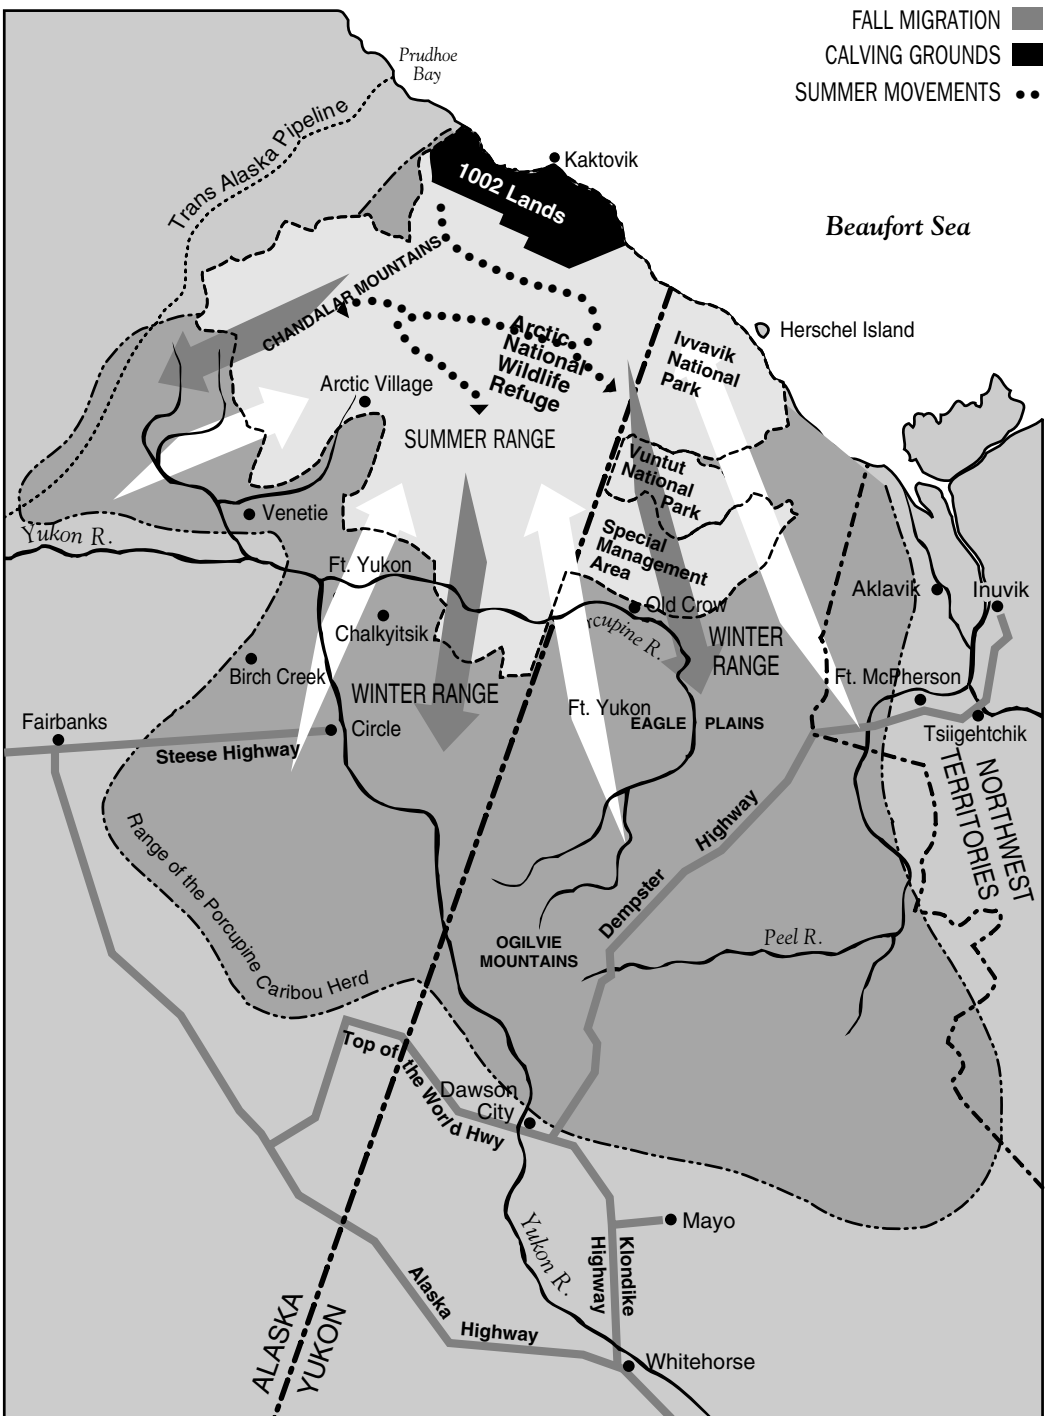 FALL MIGRATION
CALVING GROUNDS
SUMMER MOVEMENTS
Prudhoe
Bay
Trans Alaska Pipeline
Kaktovik
1002 Lands
Beaufort Sea
CHANDALAR MOUNTAINS
Arctic
National
Wildlife
Refuge
Ivvavik
National
Park
Herschel Island
Arctic Village
SUMMER RANGE
Vuntut
National
Park
Venetie
Yukon R.
Special
Management
Area
Ft. Yukon
Aklavik
Inuvik
Old Crow
Chalkyitsik
rcupine R.
WINTER
RANGE
Birch Creek
WINTER RANGE
Ft. McPherson
Ft. Yukon
EAGLE PLAINS
Fairbanks
Circle
Tsiigehtchik
Steese Highway
NORTHWEST
TERRITORIES
Range of the Porcupine
Caribou Herd
Dempster Highway
OGILVIE
MOUNTAINS
Peel R.
Top of the World Hwy
Dawson
City
Mayo
Yukon R.
Klondike
Highway
Alaska Highway
ALASKA
YUKON
Whitehorse